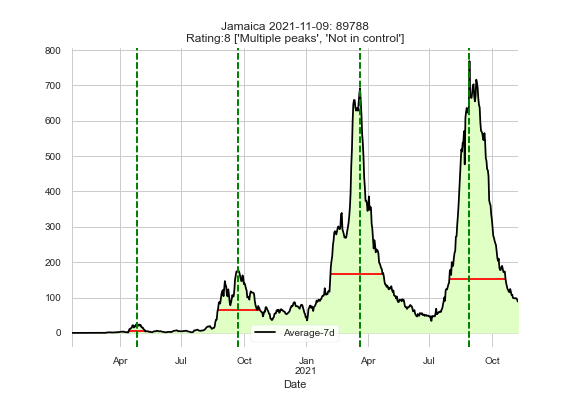 Jamaica 2021-11-09: 89788
Rating:8 ['Multiple peaks', 'Not in control']
800
700
600
500
400
300
200
100
0
Average-7d
Apr
Jul
Oct
Jan
2021
Apr
Jul
Oct
Date